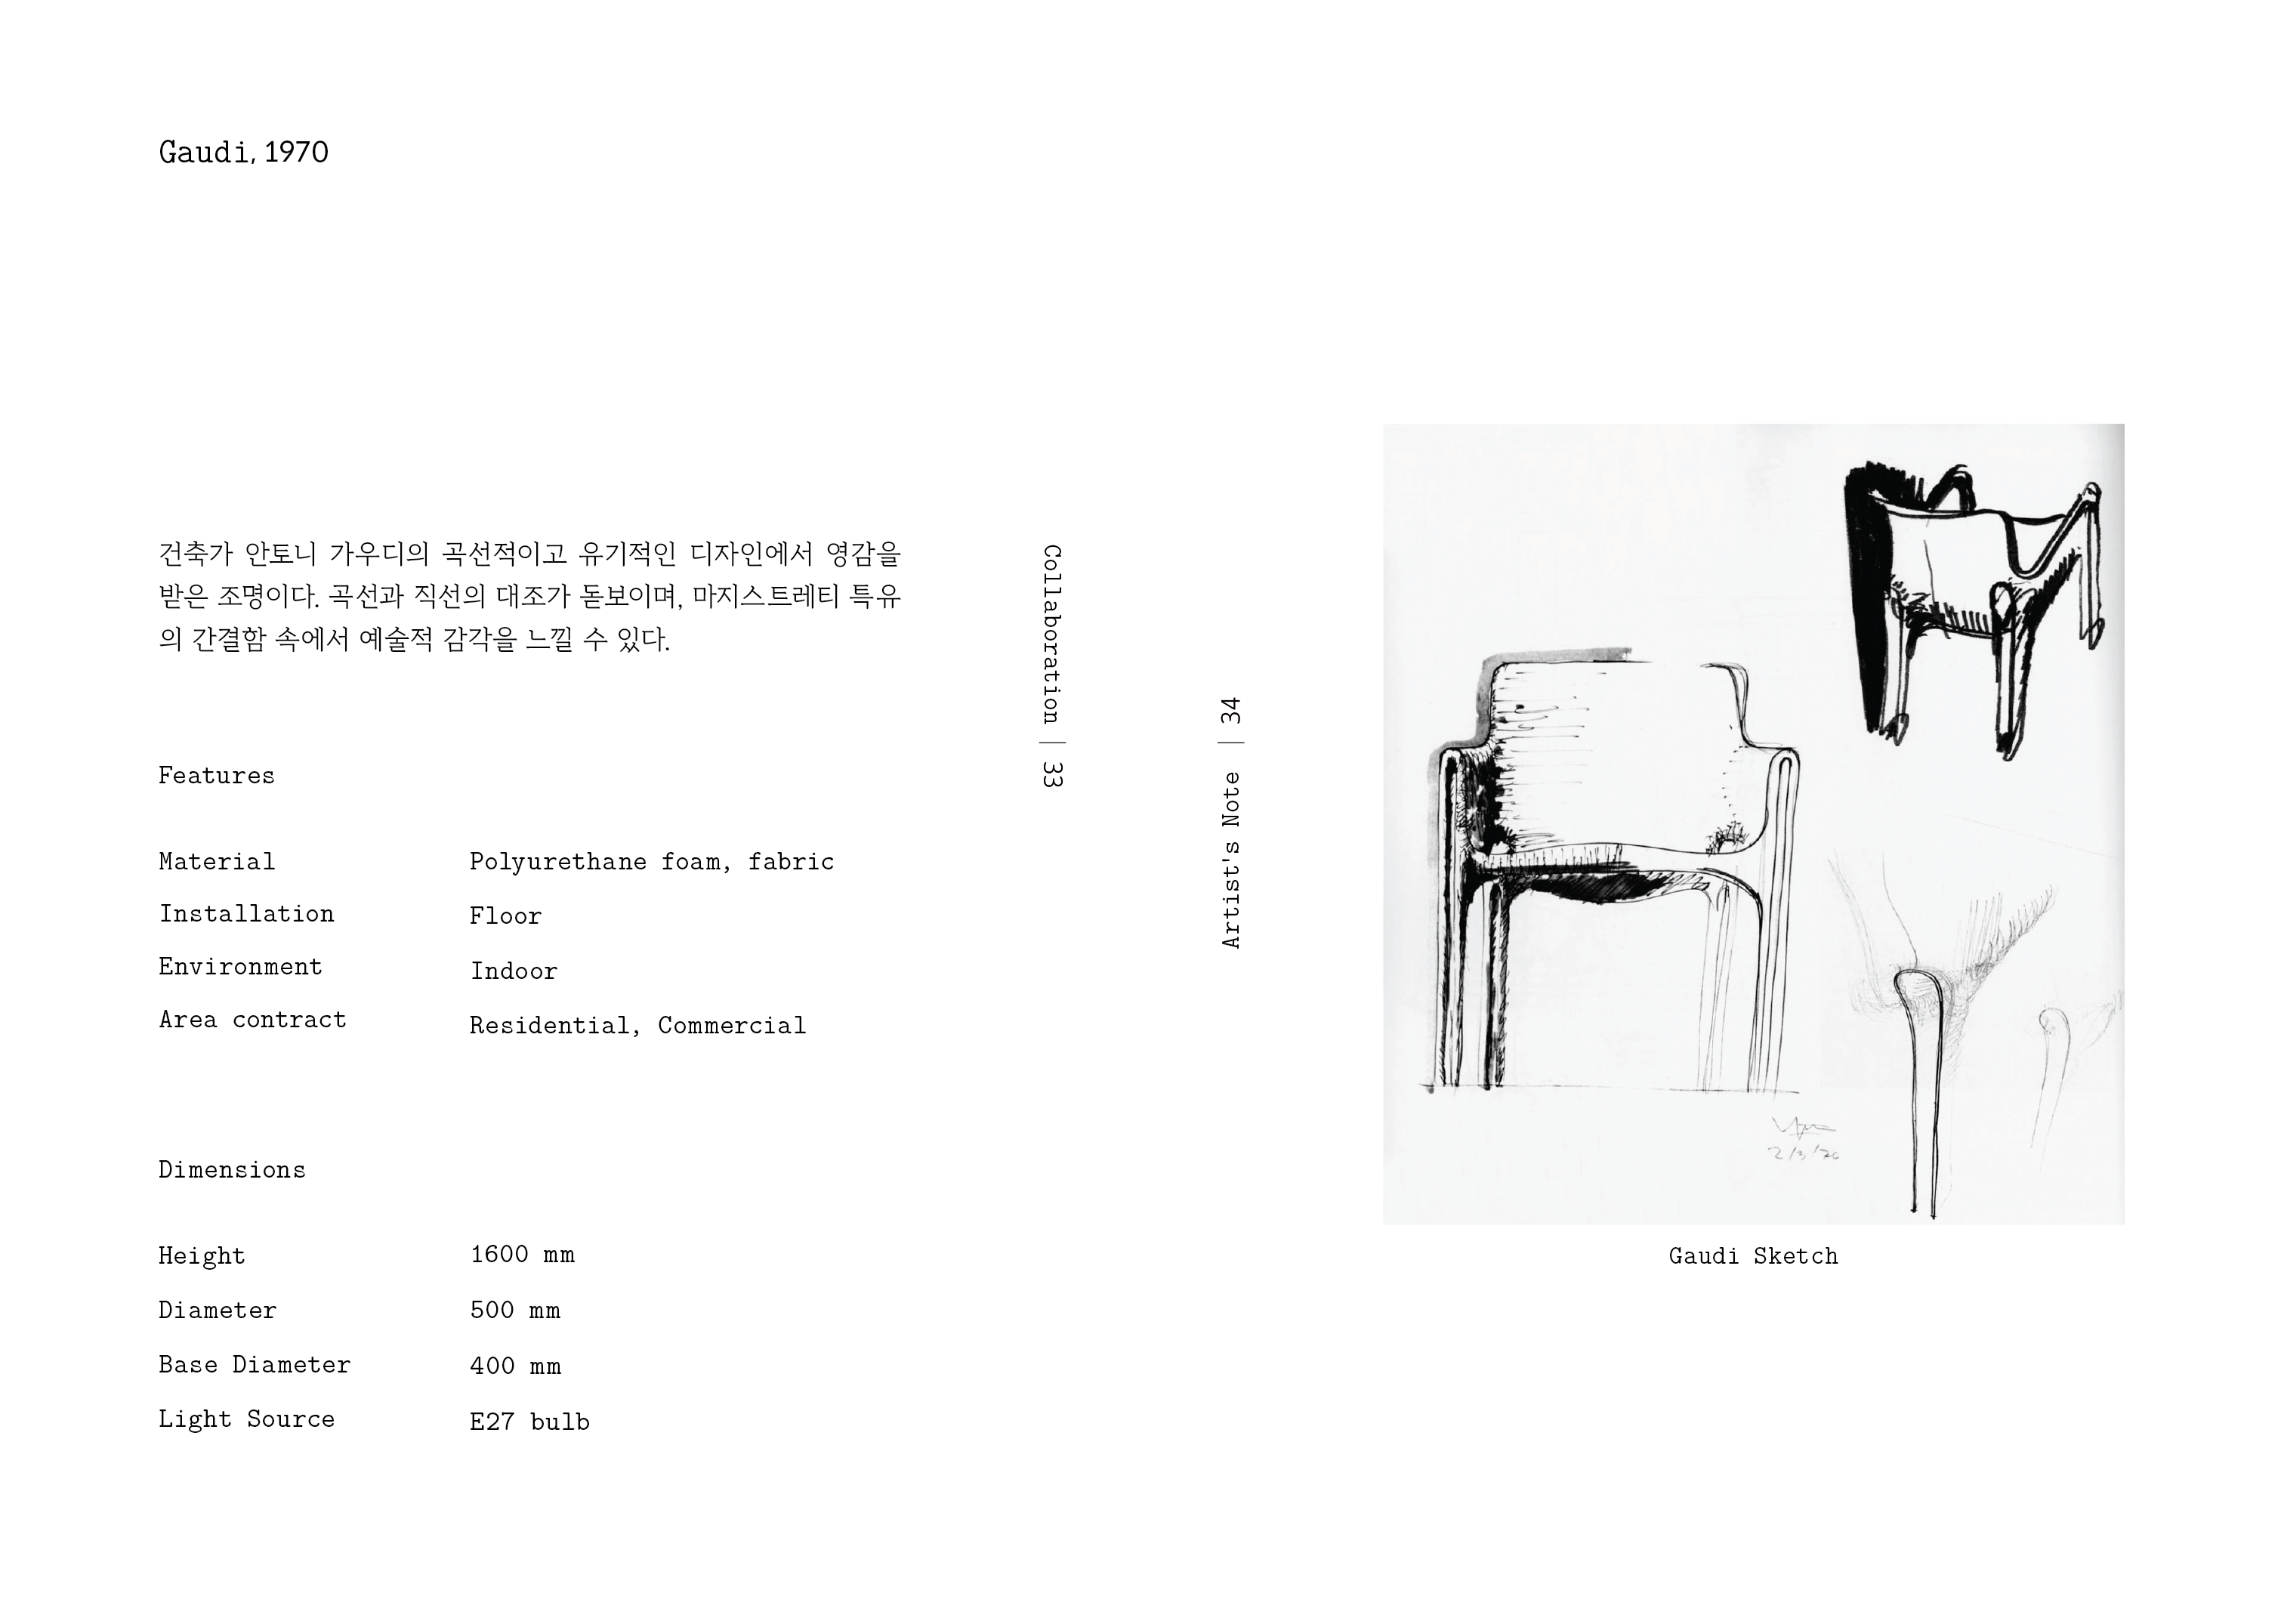 Gaudi, 1970
건축가 안토니 가우디의 곡선적이고 유기적인 디자인에서 영감을
받은 조명이다. 곡선과 직선의 대조가 돋보이며, 마지스트레티 특유
의 간결함 속에서 예술적 감각을 느낄 수 있다.
Features
Material Polyurethane foam, fabric
Installation Floor
Environment Indoor
Area contract Residential, Commercial
Dimensions
Height 1600 mm
Diameter 500 mm
Base Diameter 400 mm
Light Source E27 bulb
Collaboration | 33
Artist's Note | 34
2/3/70
Gaudi Sketch